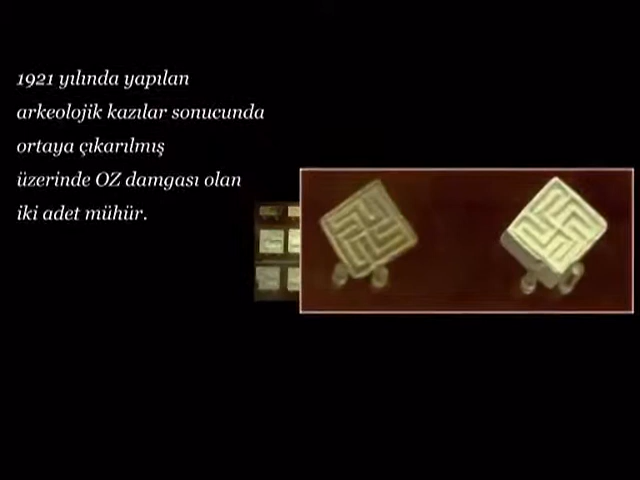 1921 yılında yapılan
arkeolojik kazılar sonucunda
ortaya çıkarılmış
üzerinde OZ damgası olan
iki adet mühür.